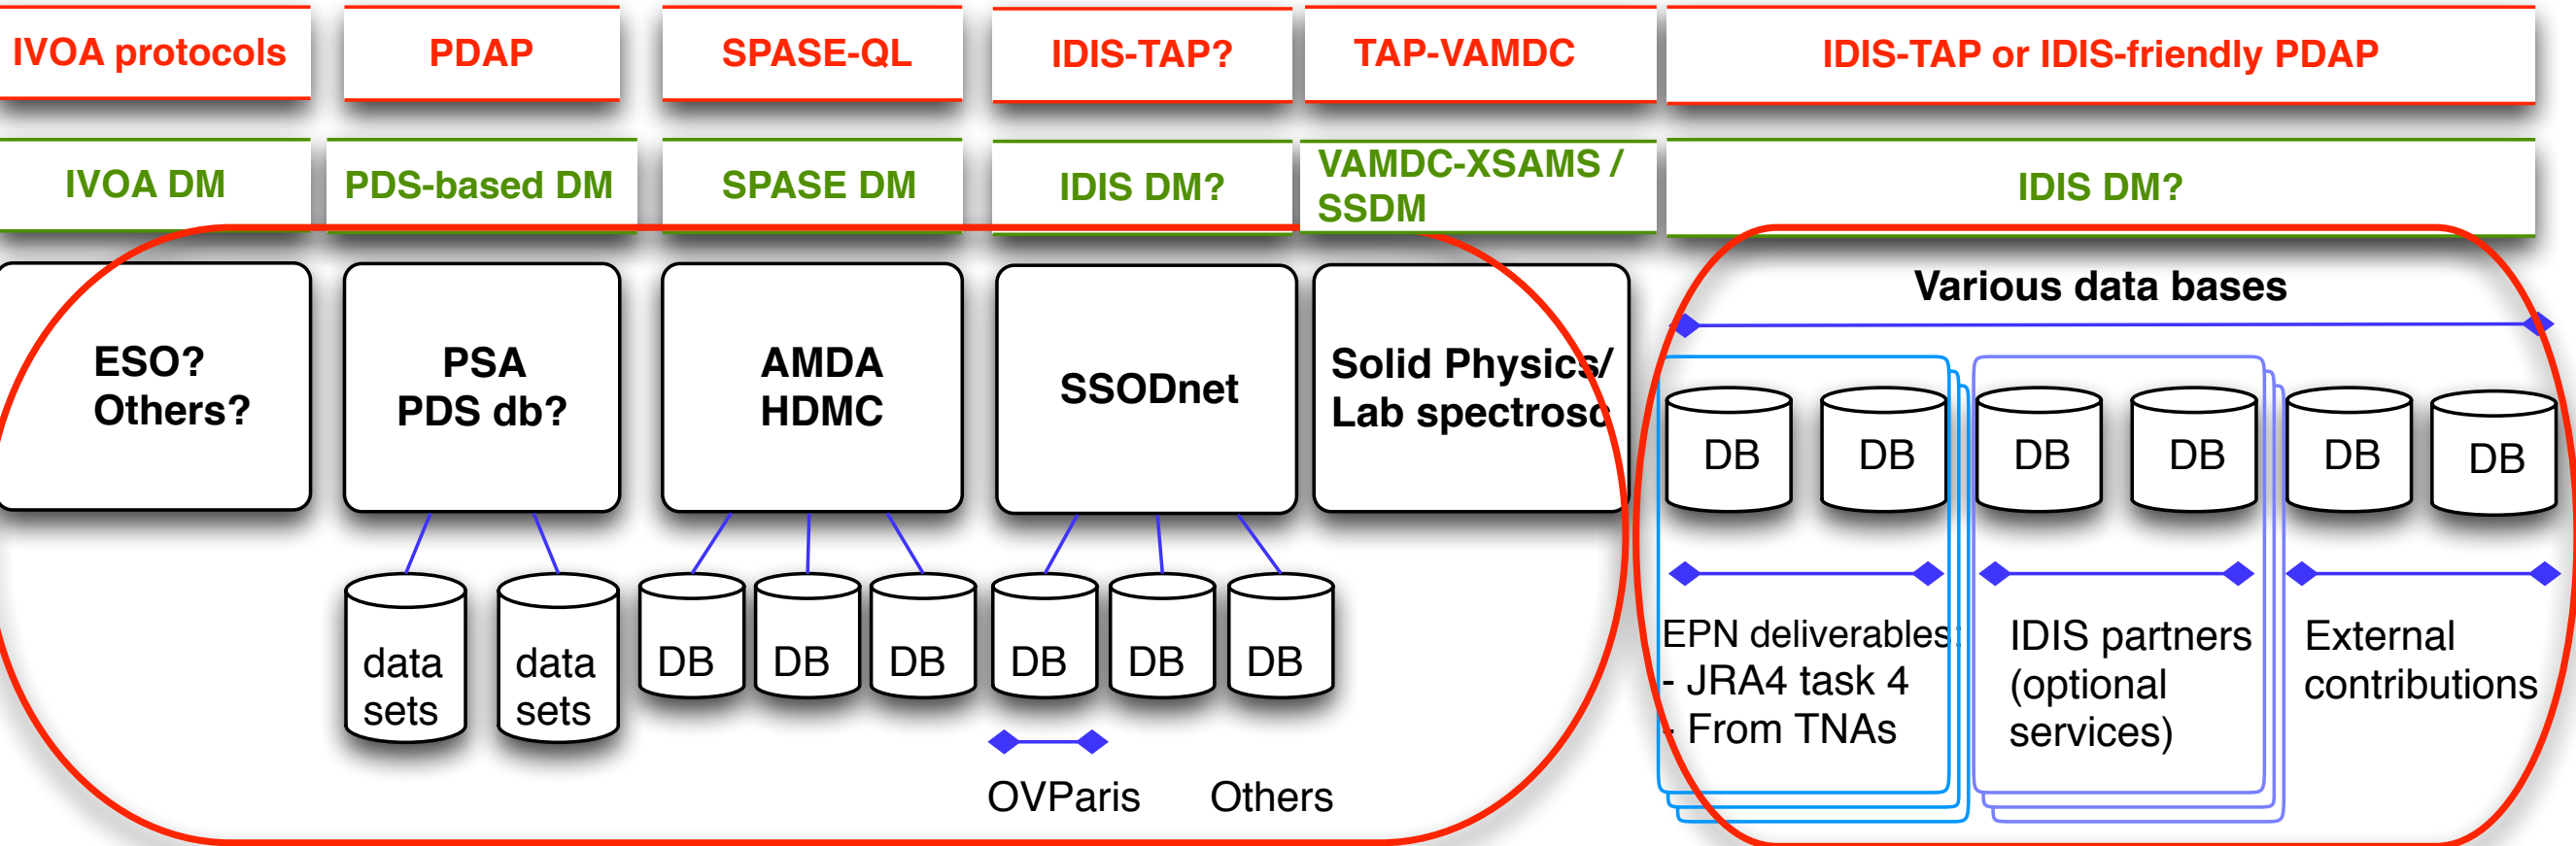 IVOA protocols
PDAP
SPASE-QL
IDIS-TAP?
TAP-VAMDC
IDIS-TAP or IDIS-friendly PDAP
IVOA DM
PDS-based DM
SPASE DM
IDIS DM?
VAMDC-XSAMS /
SSDM
IDIS DM?
ESO?
Others?
PSA
PDS db?
AMDA
HDMC
SSODnet
Solid Physics/
Lab spectrosc
Various data bases
DB
DB
DB
DB
DB
DB
data
sets
data
sets
DB
DB
DB
DB
DB
DB
OVParis
Others
EPN deliverables:
- JRA4 task 4
- From TNAs
IDIS partners
(optional
services)
External
contributions